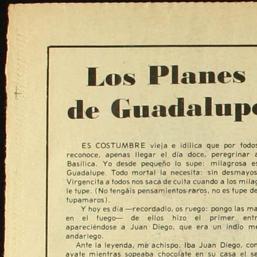 Los Planes
de Guadalupe
ES COSTUMBRE vieja e idílica que por todos
reconoce, apenas llegar el día doce, peregrinar a
Basílica. Yo desde pequeño lo supe: milagrosa es
Guadalupe. Todo mortal la necesita: sin desmayos
Virgencita a todos nos saca de cuita cuando a los milag
le tupe. (No tengáis pensamientos raros, no es tupe de
tupamaros).
Y hoy es día —recordadlo, os ruego: pongo las ma
en el fuego— de ellos hizo el primer entr
apareciéndose a Juan Diego, que era un indio me
andariego.
Ante la leyenda, me achispo. Iba Juan Diego, con
ayate mientras sopeaba chocolate en su casa el se